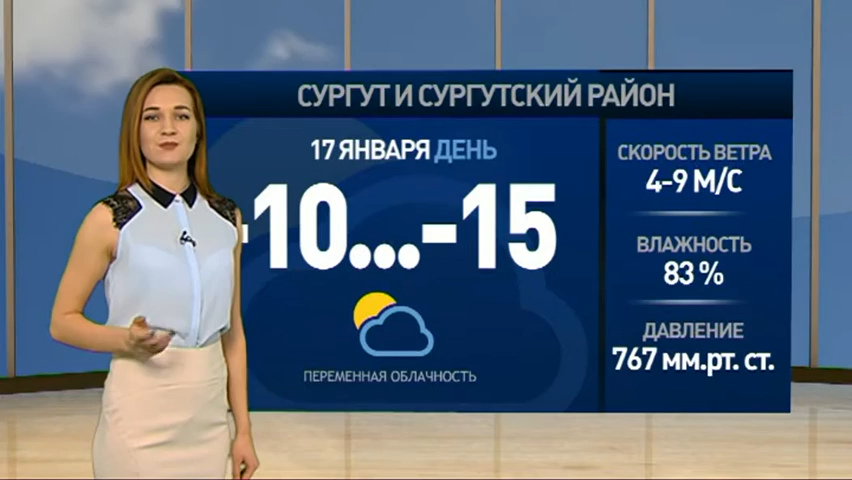 СУРГУТ И СУРГУТСКИЙ РАЙОН
17 ЯНВАРЯ ДЕНЬ
-10...-15
ПЕРЕМЕННАЯ ОБЛАЧНОСТЬ
СКОРОСТЬ ВЕТРА
4-9 М/С
ВЛАЖНОСТЬ
83 %
ДАВЛЕНИЕ
767 мм.рт. ст.